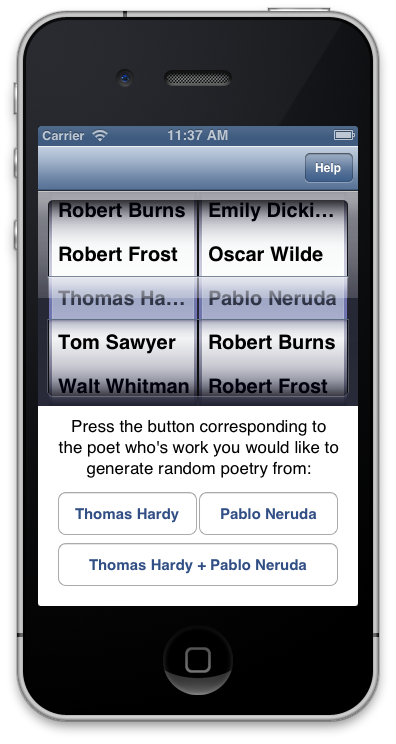 Carrier 11:37 AM
Help
Robert Burns Emily Dicki...
Robert Frost Oscar Wilde
Thomas Ha... Pablo Neruda
Tom Sawyer Robert Burns
Walt Whitman Robert Frost
Press the button corresponding to
the poet who's work you would like to
generate random poetry from:
Thomas Hardy Pablo Neruda
Thomas Hardy + Pablo Neruda